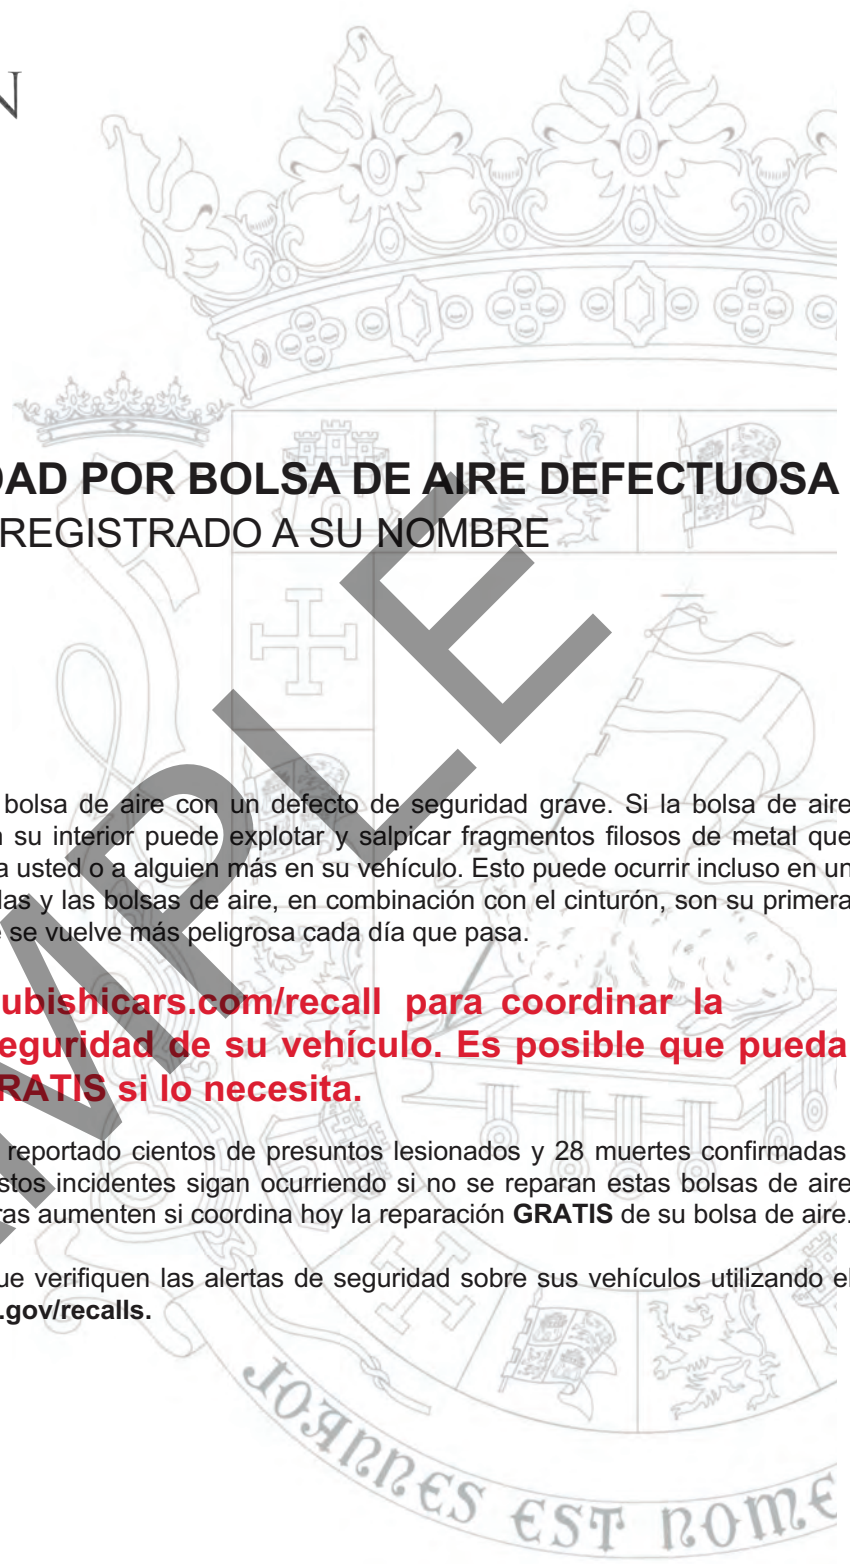 N
DAD POR BOLSA DE AIRE DEFECTUOSA
REGISTRADO A SU NOMBRE
bolsa de aire con un defecto de seguridad grave. Si la bolsa de aire
n su interior puede explotar y salpicar fragmentos filosos de metal que
a usted o a alguien más en su vehículo. Esto puede ocurrir incluso en un
las y las bolsas de aire, en combinación con el cinturón, son su primera
e se vuelve más peligrosa cada día que pasa.
ubishicars.com/recall para coordinar la
eguridad de su vehículo. Es posible que pueda
RATIS si lo necesita.
reportado cientos de presuntos lesionados y 28 muertes confirmadas
stos incidentes sigan ocurriendo si no se reparan estas bolsas de aire
ras aumenten si coordina hoy la reparación GRATIS de su bolsa de aire.
ue verifiquen las alertas de seguridad sobre sus vehículos utilizando el
.gov/recalls.
AMPLE
JOANNES EST NOME